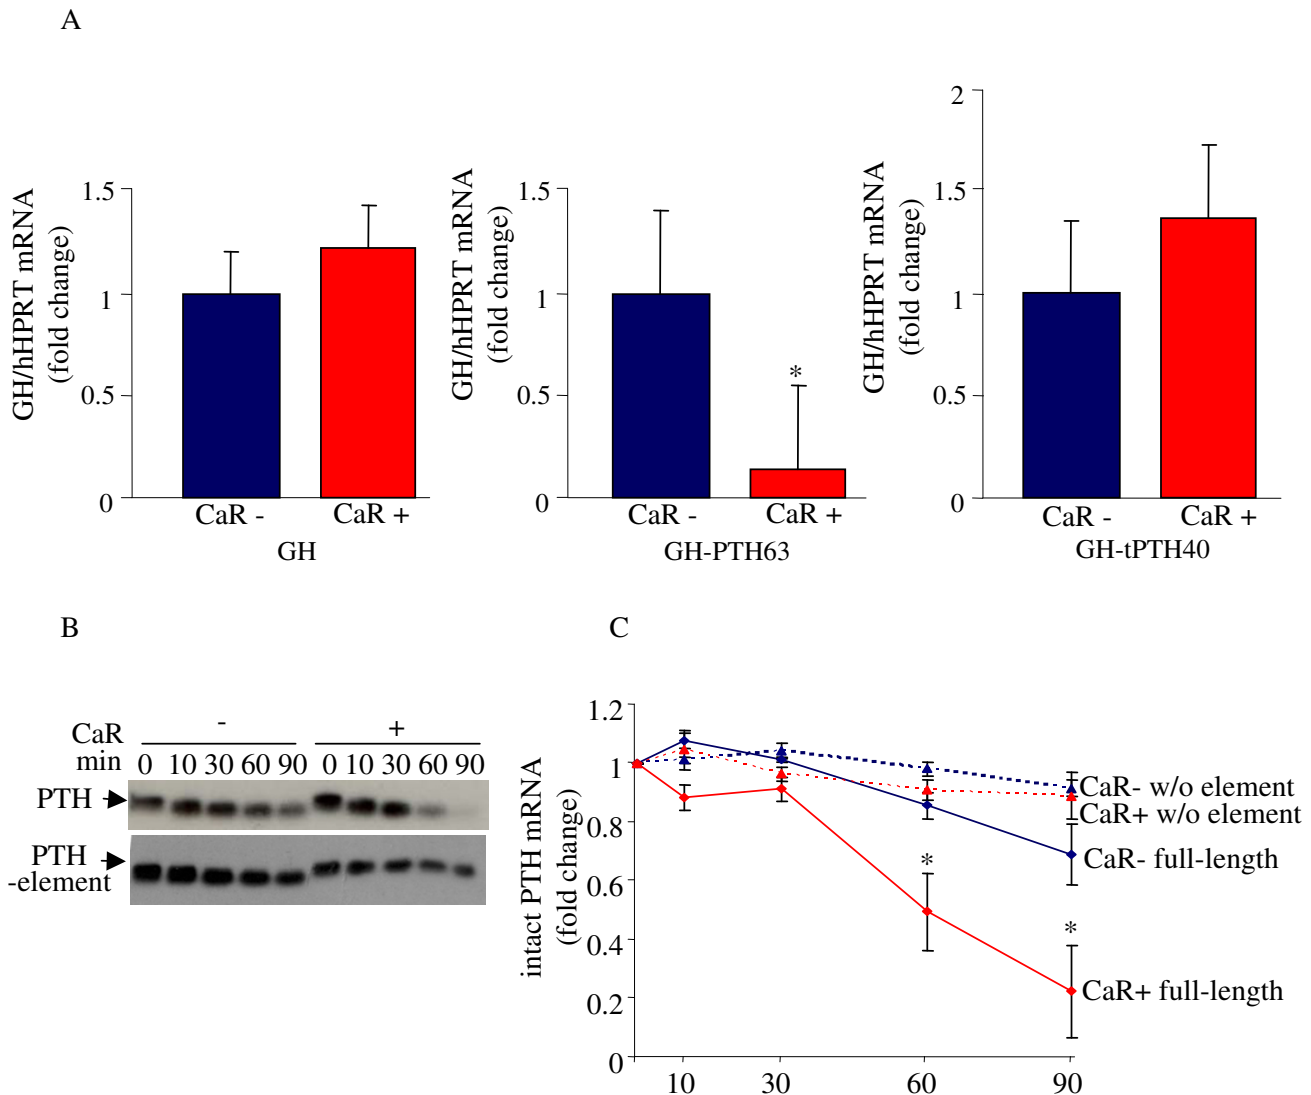 A
GH/hHPRT mRNA
(fold change)
1.5
1
0.5
0
CaR -
CaR +
GH
GH/hHPRT mRNA
(fold change)
1.5
1
0.5
0
*
CaR -
CaR +
GH-PTH63
GH/hHPRT mRNA
(fold change)
2
1.5
1
0.5
0
CaR -
CaR +
GH-tPTH40
B
CaR - +
min 0 10 30 60 90 0 10 30 60 90
PTH
PTH
-element
C
intact PTH mRNA
(fold change)
1.2
1
0.8
0.6
0.4
0.2
0
*
*
CaR- w/o element
CaR+ w/o element
CaR- full-length
CaR+ full-length
10 30 60 90